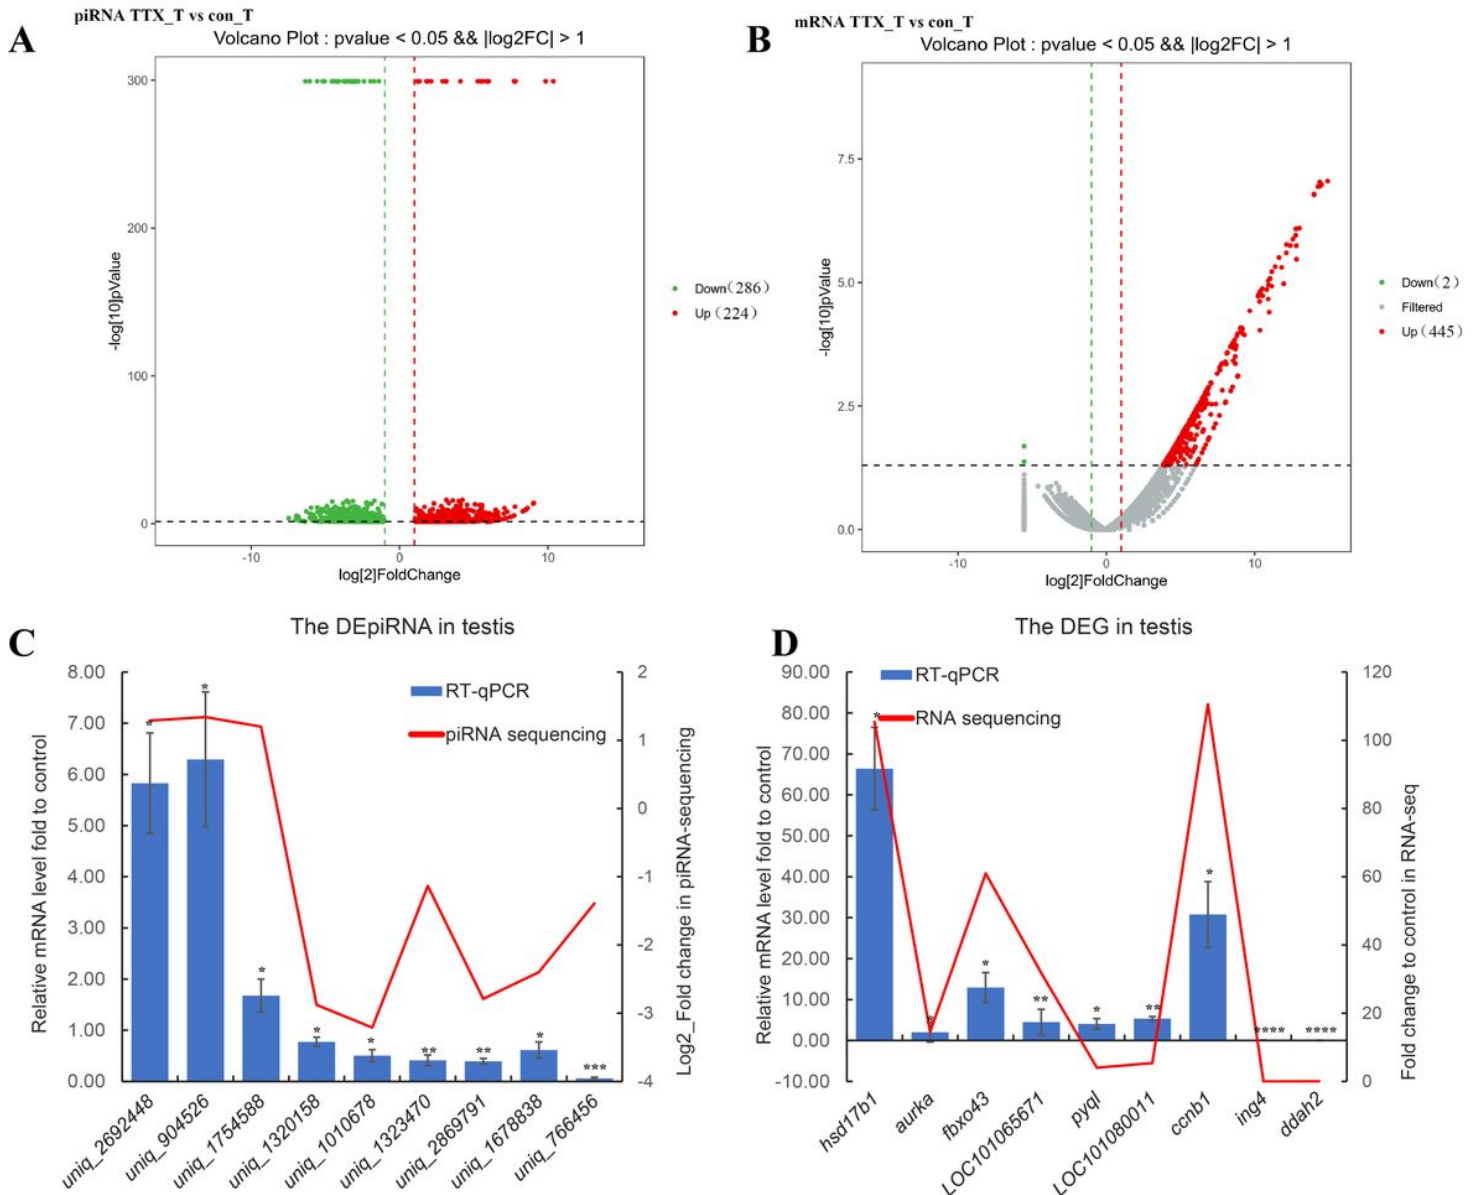 piRNA TTX_T vs con_T
A
Volcano Plot : pvalue < 0.05 && |log2FC| > 1
300
200
100
0
-log[10]pValue
-10
0
10
log[2]FoldChange
Down（286）
Up（224）
mRNA TTX_T vs con_T
B
Volcano Plot : pvalue < 0.05 && |log2FC| > 1
7.5
5.0
2.5
0.0
-log[10]pValue
-10
0
10
log[2]FoldChange
Down（2）
Filtered
Up（445）
C
The DEpiRNA in testis
RT-qPCR
piRNA sequencing
Relative mRNA level fold to control
8.00
7.00
6.00
5.00
4.00
3.00
2.00
1.00
0.00
*
*
*
*
*
**
**
*
***
2
1
0
-1
-2
-3
-4
Log2_Fold change in piRNA-sequencing
uniq_2692448
uniq_904526
uniq_1754588
uniq_1320158
uniq_1010678
uniq_1323470
uniq_2869791
uniq_1678838
uniq_766456
D
The DEG in testis
RT-qPCR
RNA sequencing
Relative mRNA level fold to control
90.00
80.00
70.00
60.00
50.00
40.00
30.00
20.00
10.00
0.00
-10.00
*
*
*
**
*
**
*
****
****
120
100
80
60
40
20
0
Fold change to control in RNA-seq
hsd17b1
aurka
fbxo43
LOC101065671
pyql
LOC101080011
ccnb1
ing4
ddah2